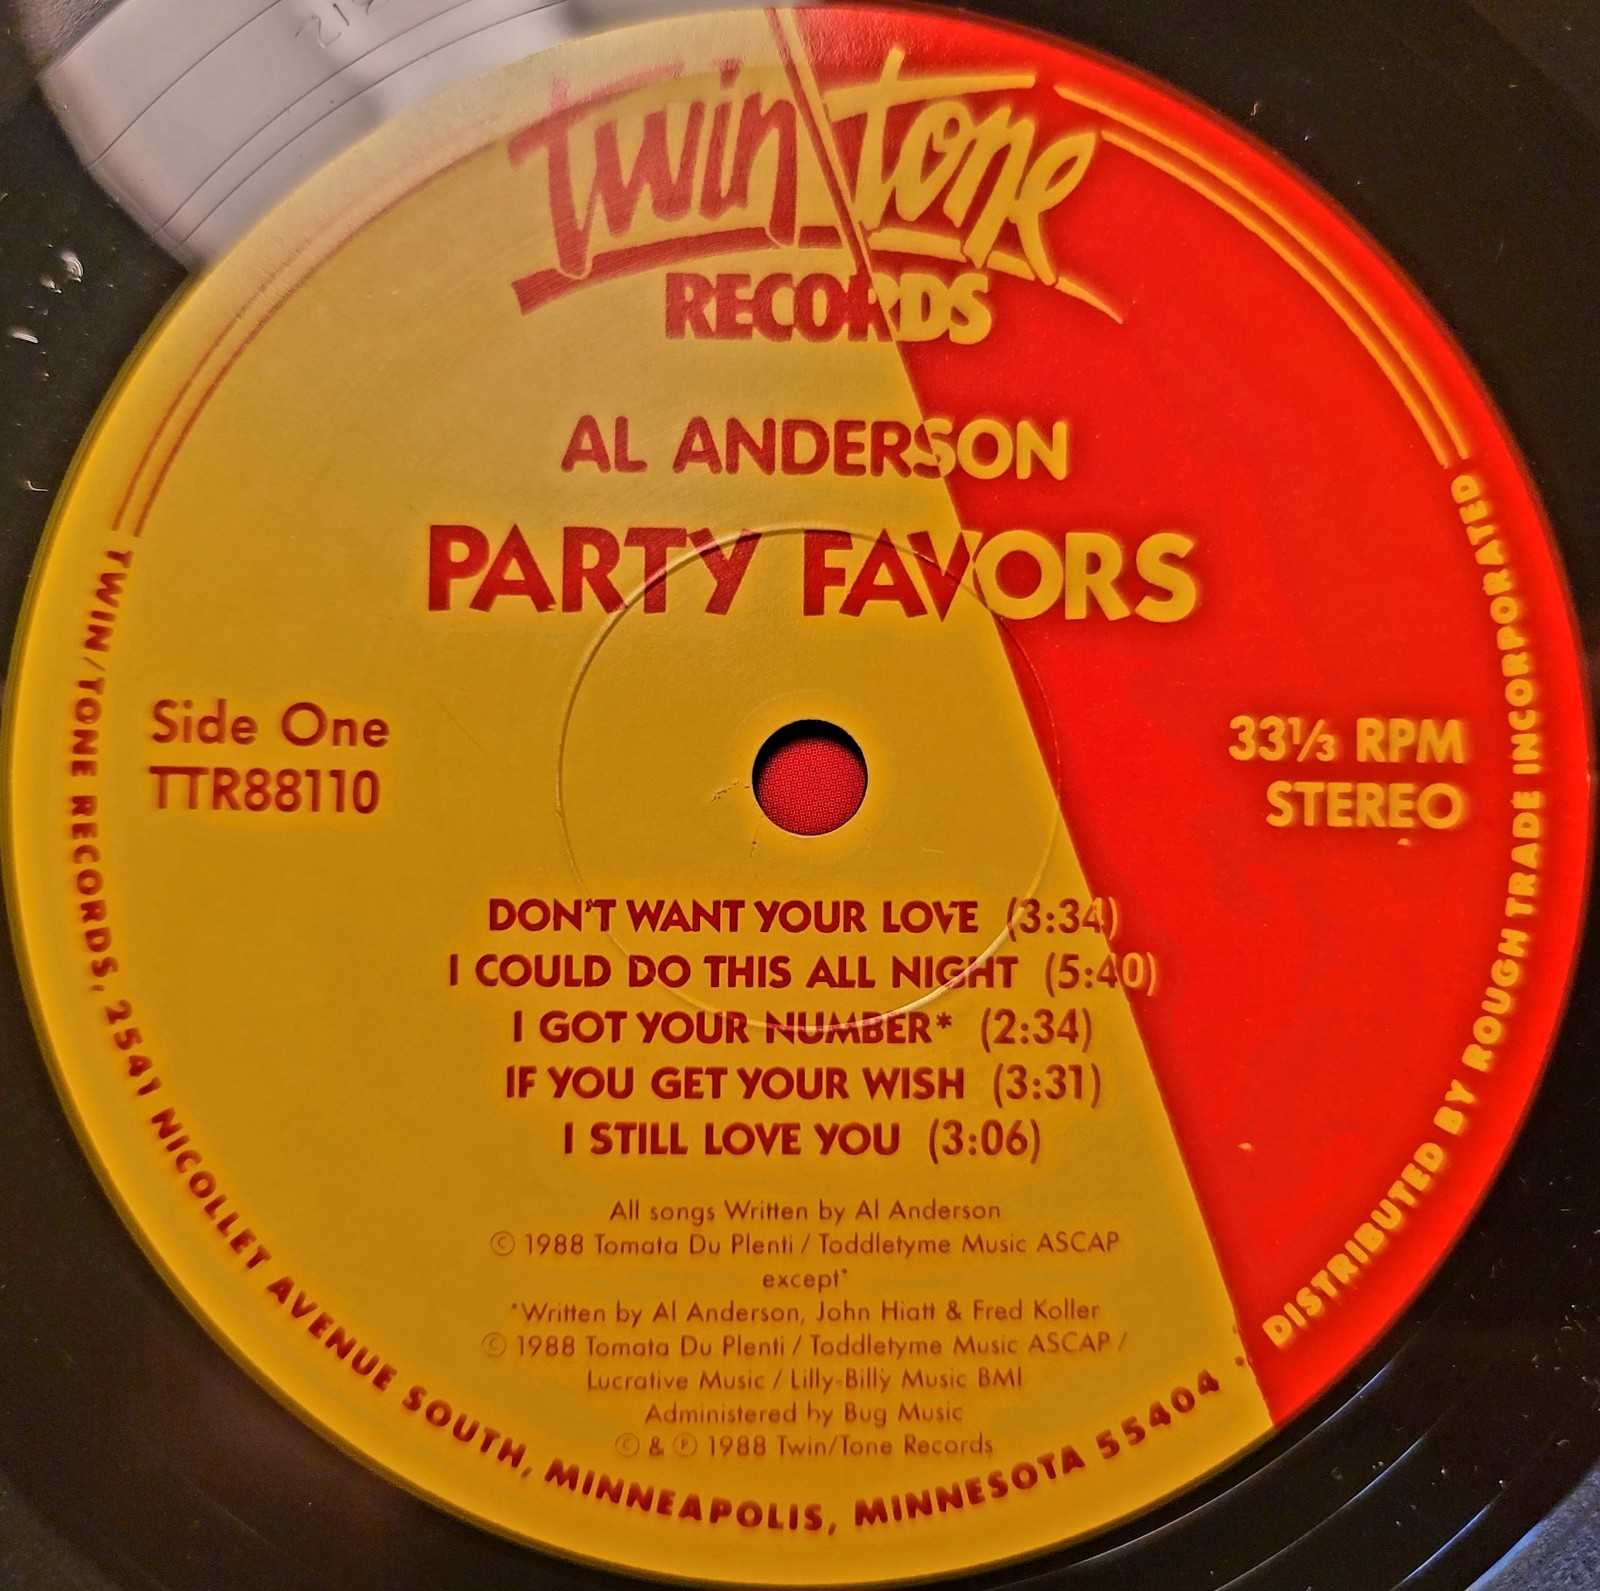 Twin Tone
RECORDS
AL ANDERSON
PARTY FAVORS
Side One
TTR88110
33⅓ RPM
STEREO
DON'T WANT YOUR LOVE (3:34)
I COULD DO THIS ALL NIGHT (5:40)
I GOT YOUR NUMBER* (2:34)
IF YOU GET YOUR WISH (3:31)
I STILL LOVE YOU (3:06)
All songs Written by Al Anderson
© 1988 Tomata Du Plenti / Toddletyme Music ASCAP
except*
*Written by Al Anderson, John Hiatt & Fred Koller
© 1988 Tomata Du Plenti / Toddletyme Music ASCAP /
Lucrative Music / Lilly-Billy Music BMI
Administered by Bug Music
© & ℗ 1988 Twin/Tone Records
TWIN/TONE RECORDS, 2541 NICOLLET AVENUE SOUTH, MINNEAPOLIS, MINNESOTA 55404 • DISTRIBUTED BY ROUGH TRADE INCORPORATED